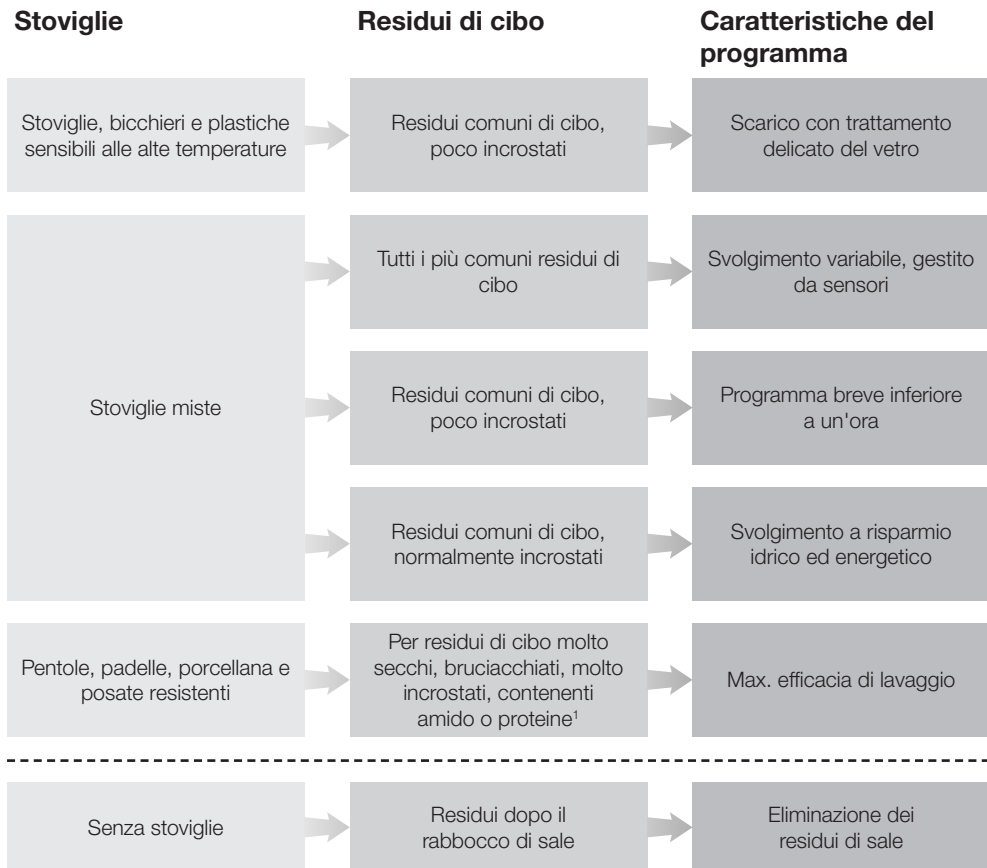 Stoviglie
Residui di cibo
Caratteristiche del
programma
Stoviglie, bicchieri e plastiche
sensibili alle alte temperature
Residui comuni di cibo,
poco incrostati
Scarico con trattamento
delicato del vetro
Stoviglie miste
Tutti i più comuni residui di
cibo
Svolgimento variabile, gestito
da sensori
Residui comuni di cibo,
poco incrostati
Programma breve inferiore
a un'ora
Residui comuni di cibo,
normalmente incrostati
Svolgimento a risparmio
idrico ed energetico
Pentole, padelle, porcellana e
posate resistenti
Per residui di cibo molto
secchi, bruciacchiati, molto
incrostati, contenenti
amido o proteine¹
Max. efficacia di lavaggio
Senza stoviglie
Residui dopo il
rabbocco di sale
Eliminazione dei
residui di sale